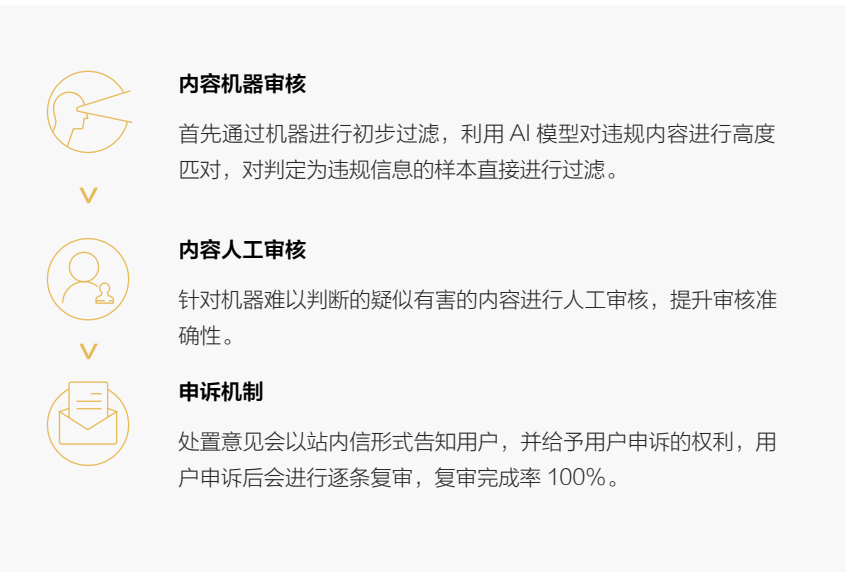 内容机器审核
首先通过机器进行初步过滤，利用 AI 模型对违规内容进行高度
匹对，对判定为违规信息的样本直接进行过滤。
内容人工审核
针对机器难以判断的疑似有害的内容进行人工审核，提升审核准
确性。
申诉机制
处置意见会以站内信形式告知用户，并给予用户申诉的权利，用
户申诉后会进行逐条复审，复审完成率 100%。